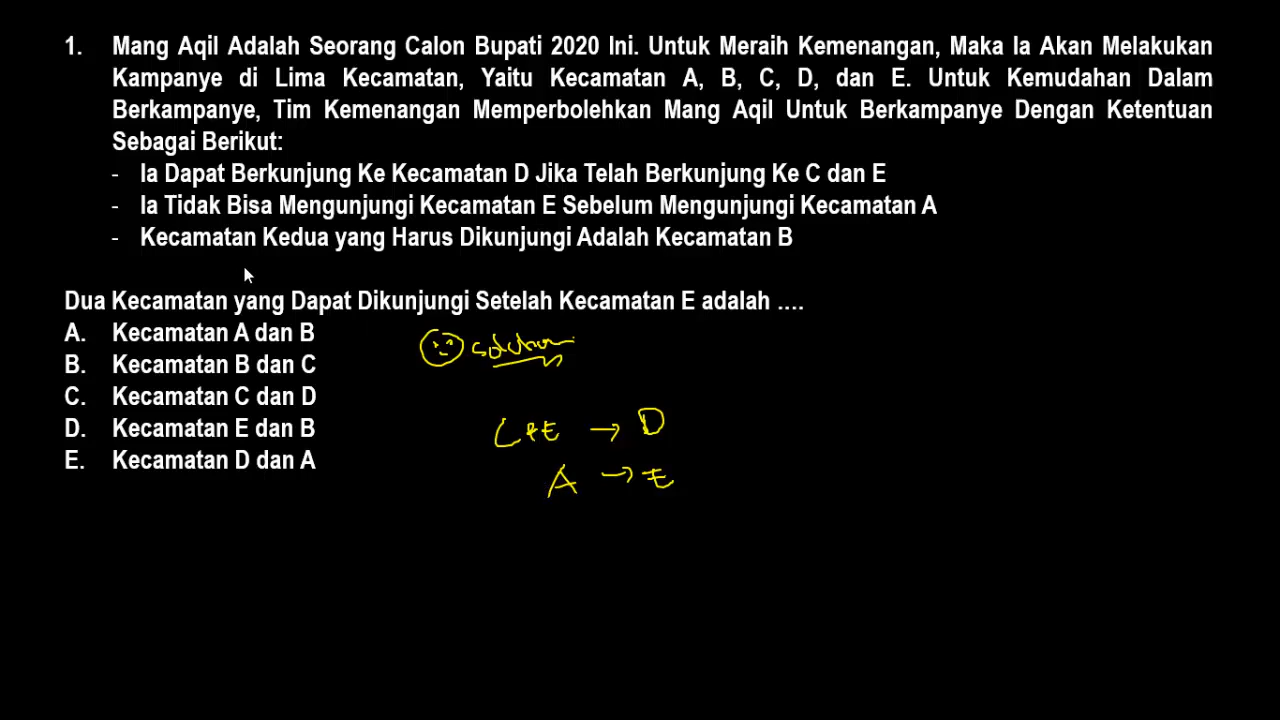 1. Mang Aqil Adalah Seorang Calon Bupati 2020 Ini. Untuk Meraih Kemenangan, Maka Ia Akan Melakukan
Kampanye di Lima Kecamatan, Yaitu Kecamatan A, B, C, D, dan E. Untuk Kemudahan Dalam
Berkampanye, Tim Kemenangan Memperbolehkan Mang Aqil Untuk Berkampanye Dengan Ketentuan
Sebagai Berikut:
- Ia Dapat Berkunjung Ke Kecamatan D Jika Telah Berkunjung Ke C dan E
- Ia Tidak Bisa Mengunjungi Kecamatan E Sebelum Mengunjungi Kecamatan A
- Kecamatan Kedua yang Harus Dikunjungi Adalah Kecamatan B
Dua Kecamatan yang Dapat Dikunjungi Setelah Kecamatan E adalah ....
A. Kecamatan A dan B
B. Kecamatan B dan C
C. Kecamatan C dan D
D. Kecamatan E dan B
E. Kecamatan D dan A
solution
→ D
A → E